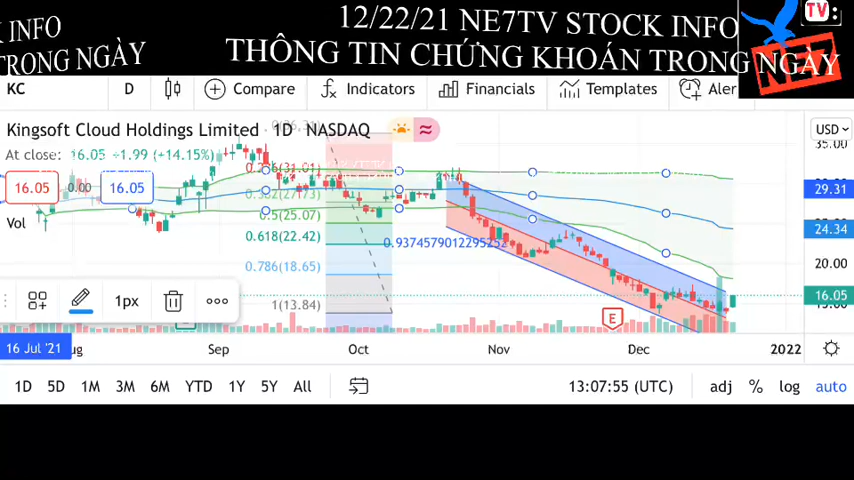 K INFO
TRONG NGÀY
12/22/21 NE7TV STOCK INFO
THÔNG TIN CHỨNG KHOÁN TRONG NGÀY
TV
KC D Compare Indicators Financials Templates Aler
Kingsoft Cloud Holdings Limited 1D NASDAQ
USD
At close: 16.05 +1.99 (+14.15%)
16.05 0.00 16.05
Vol
35.00
29.31
24.34
20.00
16.05
0.5(25.07)
0.618(22.42)
0.786(18.65)
1(13.84)
1px
E
16 Jul '21 Sep Oct Nov Dec 2022
1D 5D 1M 3M 6M YTD 1Y 5Y All 13:07:55 (UTC) adj % log auto